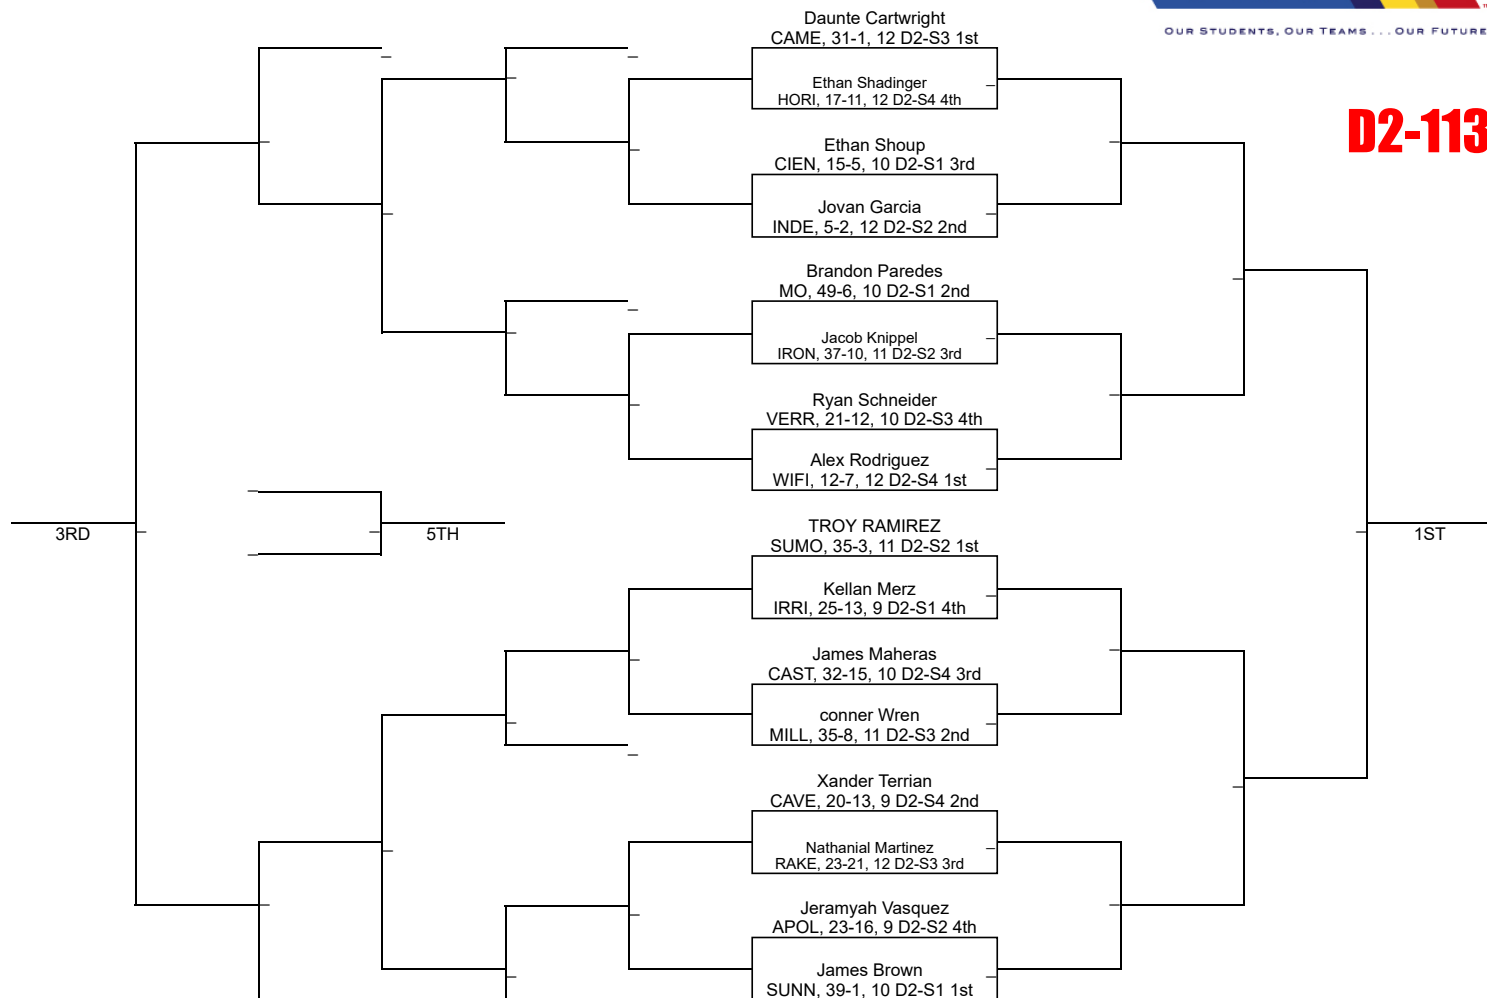 OUR STUDENTS, OUR TEAMS . . . OUR FUTURE
D2-113
Daunte Cartwright
CAME, 31-1, 12 D2-S3 1st
Ethan Shadinger
HORI, 17-11, 12 D2-S4 4th
Ethan Shoup
CIEN, 15-5, 10 D2-S1 3rd
Jovan Garcia
INDE, 5-2, 12 D2-S2 2nd
Brandon Paredes
MO, 49-6, 10 D2-S1 2nd
Jacob Knippel
IRON, 37-10, 11 D2-S2 3rd
Ryan Schneider
VERR, 21-12, 10 D2-S3 4th
Alex Rodriguez
WIFI, 12-7, 12 D2-S4 1st
3RD
5TH
1ST
TROY RAMIREZ
SUMO, 35-3, 11 D2-S2 1st
Kellan Merz
IRRI, 25-13, 9 D2-S1 4th
James Maheras
CAST, 32-15, 10 D2-S4 3rd
conner Wren
MILL, 35-8, 11 D2-S3 2nd
Xander Terrian
CAVE, 20-13, 9 D2-S4 2nd
Nathanial Martinez
RAKE, 23-21, 12 D2-S3 3rd
Jeramyah Vasquez
APOL, 23-16, 9 D2-S2 4th
James Brown
SUNN, 39-1, 10 D2-S1 1st